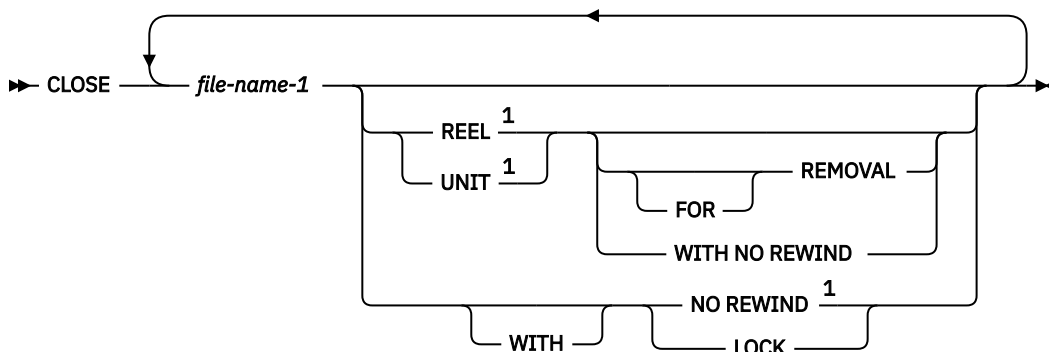 CLOSE file-name-1
REEL 1
UNIT 1
REMOVAL
FOR
WITH NO REWIND
NO REWIND 1
WITH
LOCK